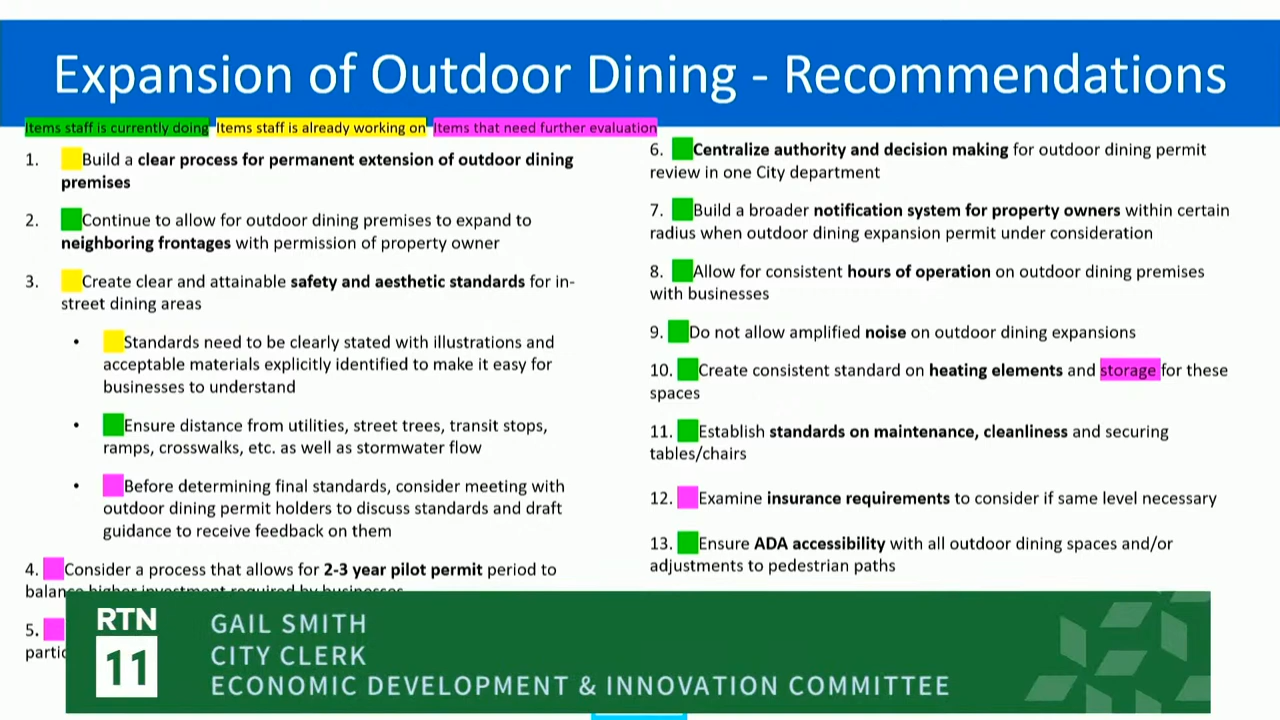 Expansion of Outdoor Dining - Recommendations
Items staff is currently doing Items staff is already working on Items that need further evaluation
1. Build a clear process for permanent extension of outdoor dining
premises
2. Continue to allow for outdoor dining premises to expand to
neighboring frontages with permission of property owner
3. Create clear and attainable safety and aesthetic standards for in-
street dining areas
• Standards need to be clearly stated with illustrations and
acceptable materials explicitly identified to make it easy for
businesses to understand
• Ensure distance from utilities, street trees, transit stops,
ramps, crosswalks, etc. as well as stormwater flow
• Before determining final standards, consider meeting with
outdoor dining permit holders to discuss standards and draft
guidance to receive feedback on them
4. Consider a process that allows for 2-3 year pilot permit period to
balance higher investment required by businesses
5.
partic
6. Centralize authority and decision making for outdoor dining permit
review in one City department
7. Build a broader notification system for property owners within certain
radius when outdoor dining expansion permit under consideration
8. Allow for consistent hours of operation on outdoor dining premises
with businesses
9. Do not allow amplified noise on outdoor dining expansions
10. Create consistent standard on heating elements and storage for these
spaces
11. Establish standards on maintenance, cleanliness and securing
tables/chairs
12. Examine insurance requirements to consider if same level necessary
13. Ensure ADA accessibility with all outdoor dining spaces and/or
adjustments to pedestrian paths
RTN
11
GAIL SMITH
CITY CLERK
ECONOMIC DEVELOPMENT & INNOVATION COMMITTEE